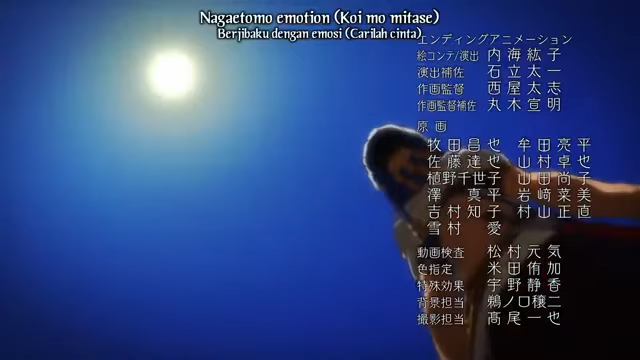 Nagaetomo emotion (Koi mo mitase)
Berjibaku dengan emosi (Carilah cinta)
エンディングアニメーション
絵コンテ/演出 内海紘子
演出補佐 石立太一
作画監督 西屋太志
作画監督補佐 丸木宣明
原画
牧田昌也 牟田亮平
佐藤達也 山村卓也
植野千世子 山田尚子
澤真平 岩﨑菜美
吉村知子 村山正直
雪村愛
動画検査 松村元気
色指定 米田侑加
特殊効果 宇野静香
背景担当 鵜ノ口穣二
撮影担当 髙尾一也